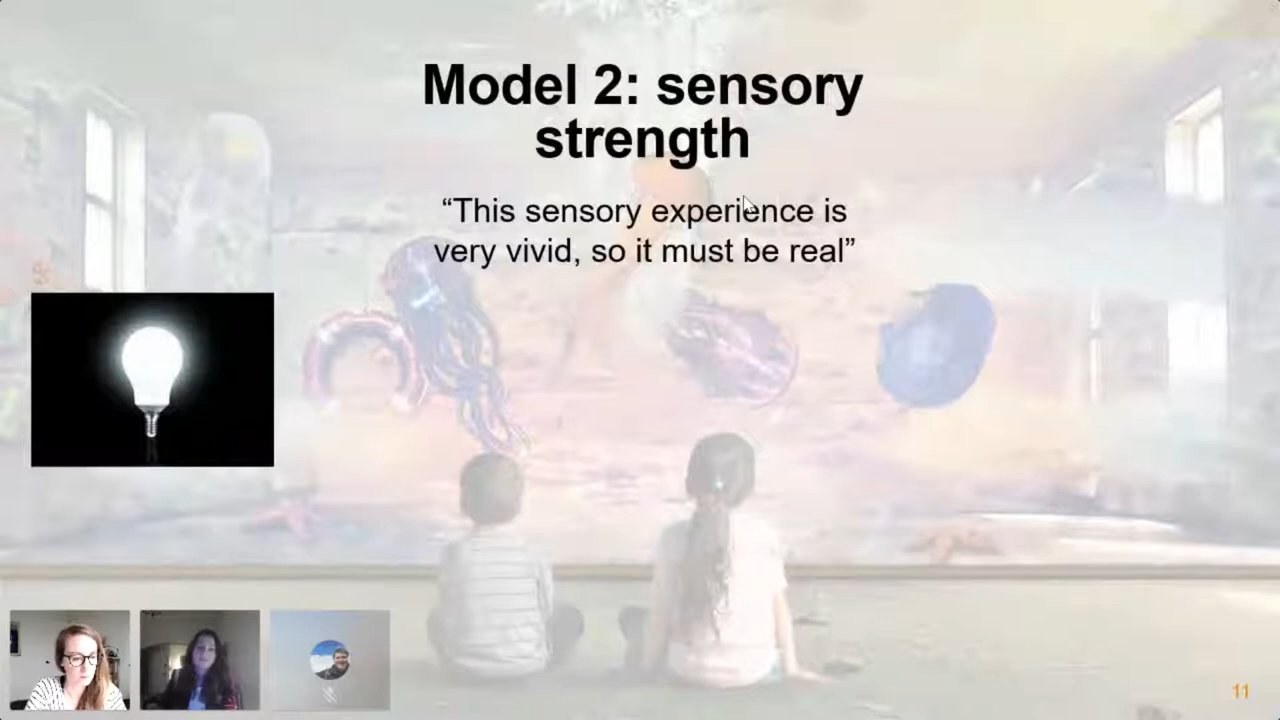 Model 2: sensory
strength
“This sensory experience is
very vivid, so it must be real”
11